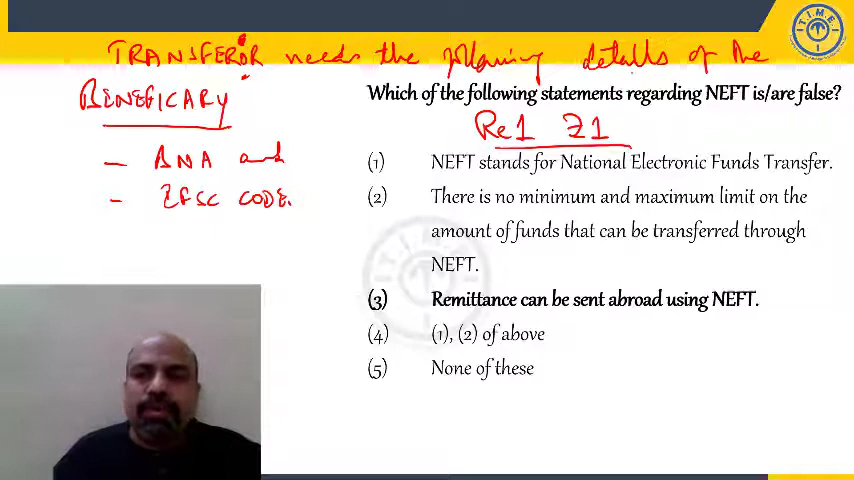 T.I.M.E.
TRANSFEROR needs the following details of the
BENEFICARY
Which of the following statements regarding NEFT is/are false?
Re1 Z1
- BNA and
(1) NEFT stands for National Electronic Funds Transfer.
- IFSC CODE.
(2) There is no minimum and maximum limit on the
amount of funds that can be transferred through
NEFT.
(3) Remittance can be sent abroad using NEFT.
(4) (1), (2) of above
(5) None of these